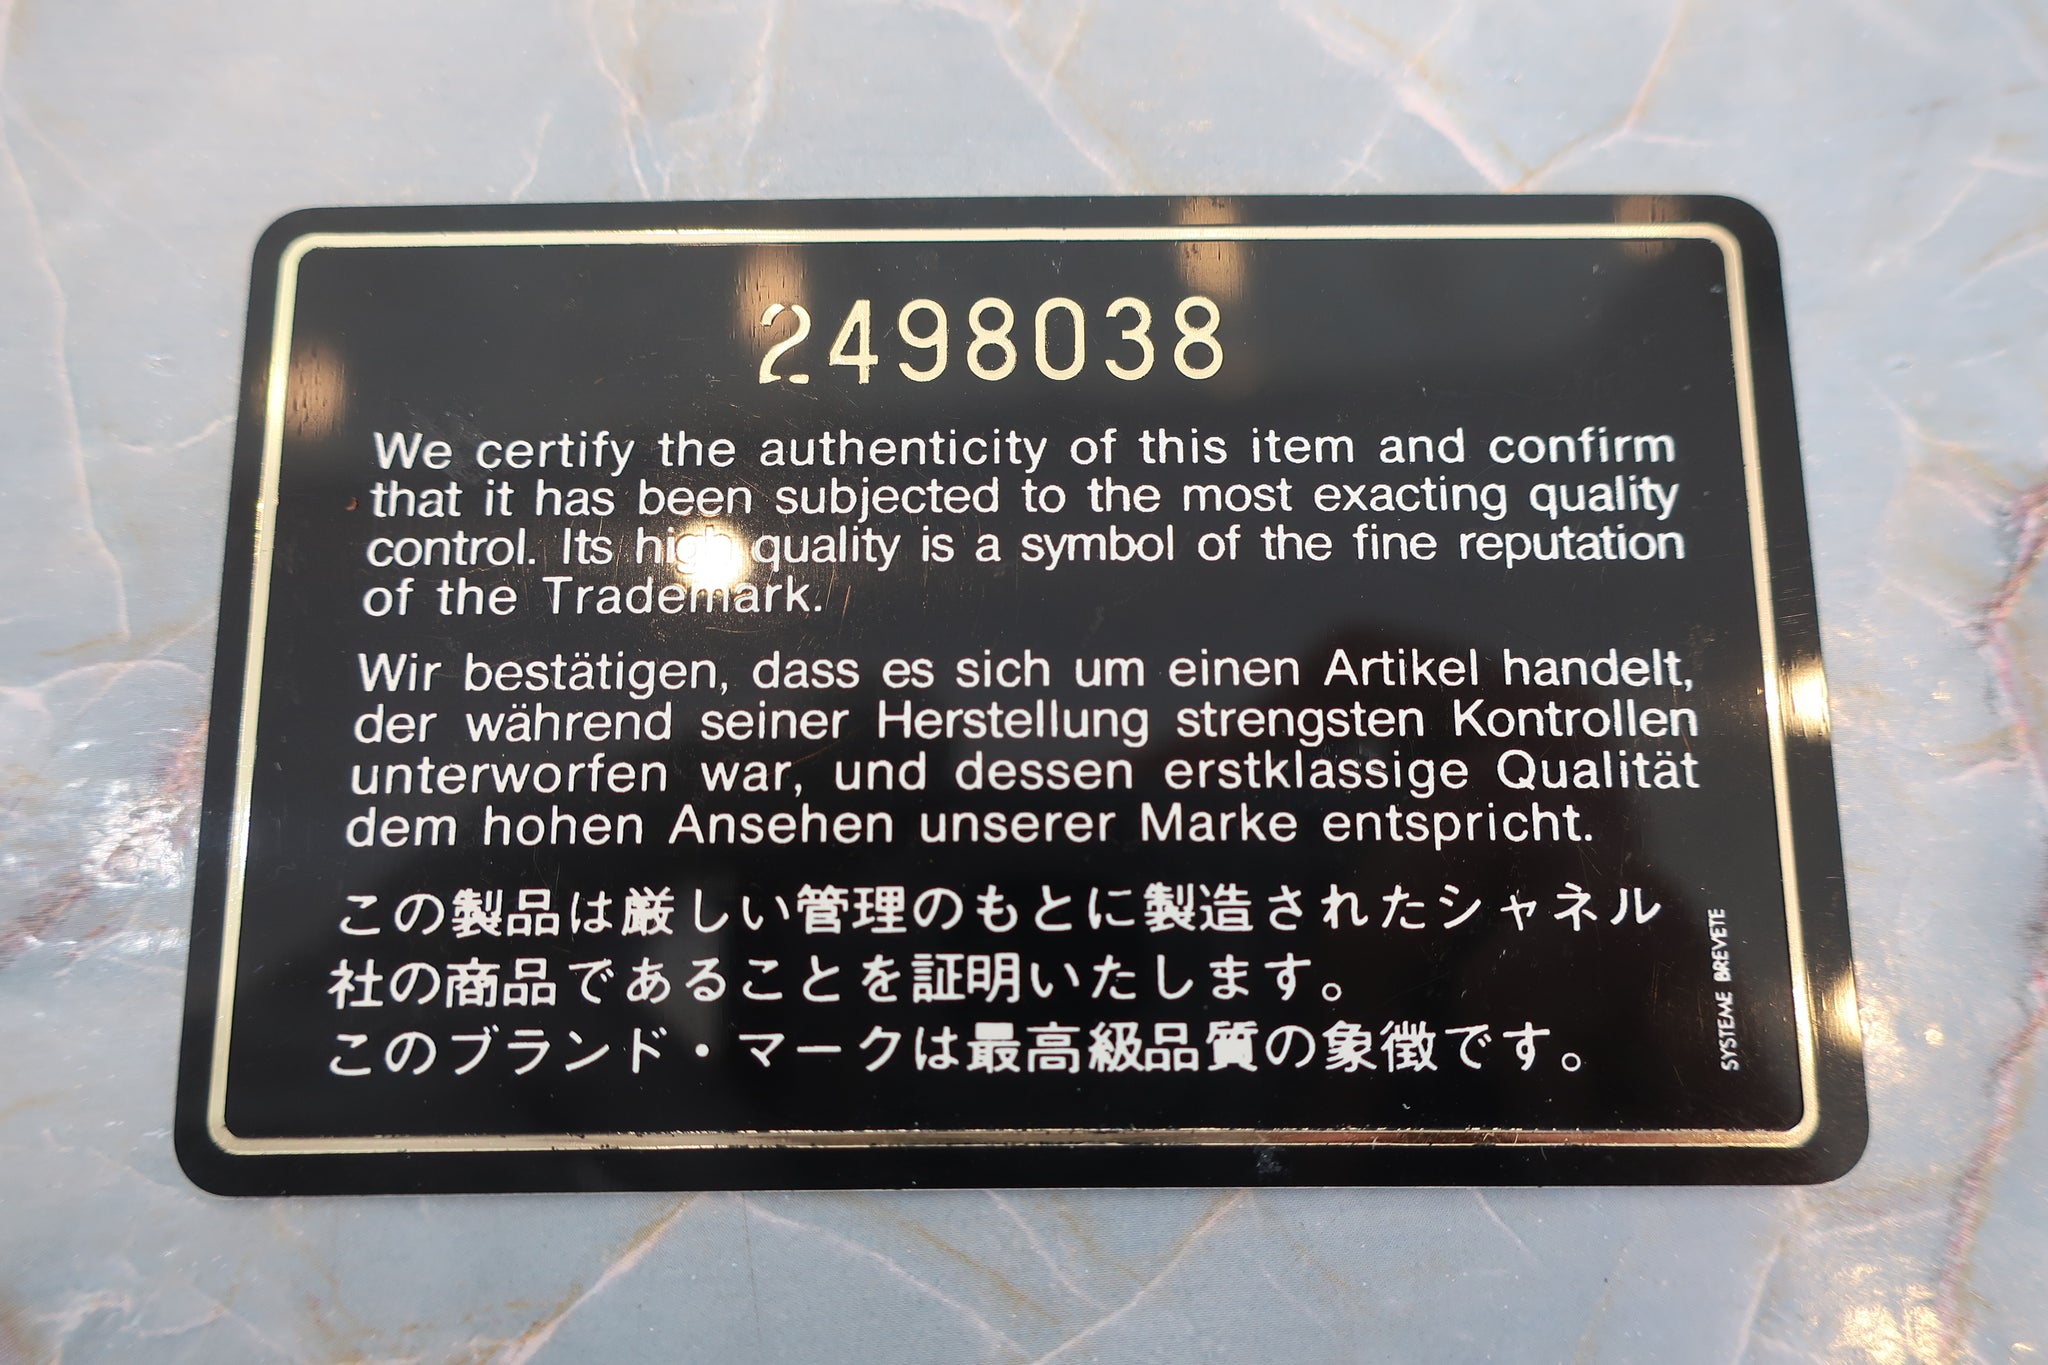 2498038
We certify the authenticity of this item and confirm
that it has been subjected to the most exacting quality
control. Its high quality is a symbol of the fine reputation
of the Trademark.
Wir bestätigen, dass es sich um einen Artikel handelt,
der während seiner Herstellung strengsten Kontrollen
unterworfen war, und dessen erstklassige Qualität
dem hohen Ansehen unserer Marke entspricht.
この製品は厳しい管理のもとに製造されたシャネル
社の商品であることを証明いたします。
このブランド・マークは最高級品質の象徴です。
SYSTEME BREVETE